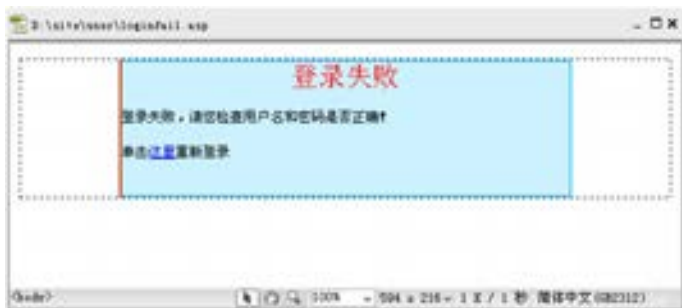 D:\site\user\loginfail.asp
登录失败
登录失败，请您检查用户名和密码是否正确！
单击这里重新登录
<body> 100% 594 x 216 1 K / 1 秒 简体中文(GB2312)